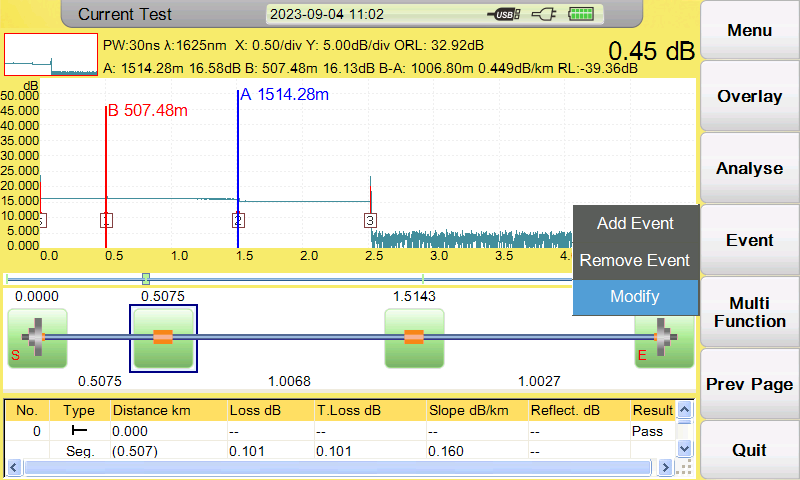 Current Test
2023-09-04 11:02
USB
Menu
PW:30ns λ:1625nm X: 0.50/div Y: 5.00dB/div ORL: 32.92dB
0.45 dB
A: 1514.28m 16.58dB B: 507.48m 16.13dB B-A: 1006.80m 0.449dB/km RL:-39.36dB
Overlay
dB
50.000
45.000
40.000
35.000
30.000
25.000
20.000
15.000
10.000
5.000
0.000
B 507.48m
A 1514.28m
1
2
3
0.0 0.5 1.0 1.5 2.0 2.5 3.0 3.5 4.
Analyse
Add Event
Remove Event
Modify
Event
0.0000 0.5075 1.5143
S
E
Multi
Function
0.5075 1.0068 1.0027
Prev Page
No. Type Distance km Loss dB T.Loss dB Slope dB/km Reflect. dB Result
0 0.000 -- -- -- -- Pass
Seg. (0.507) 0.101 0.101 0.160 --
Quit